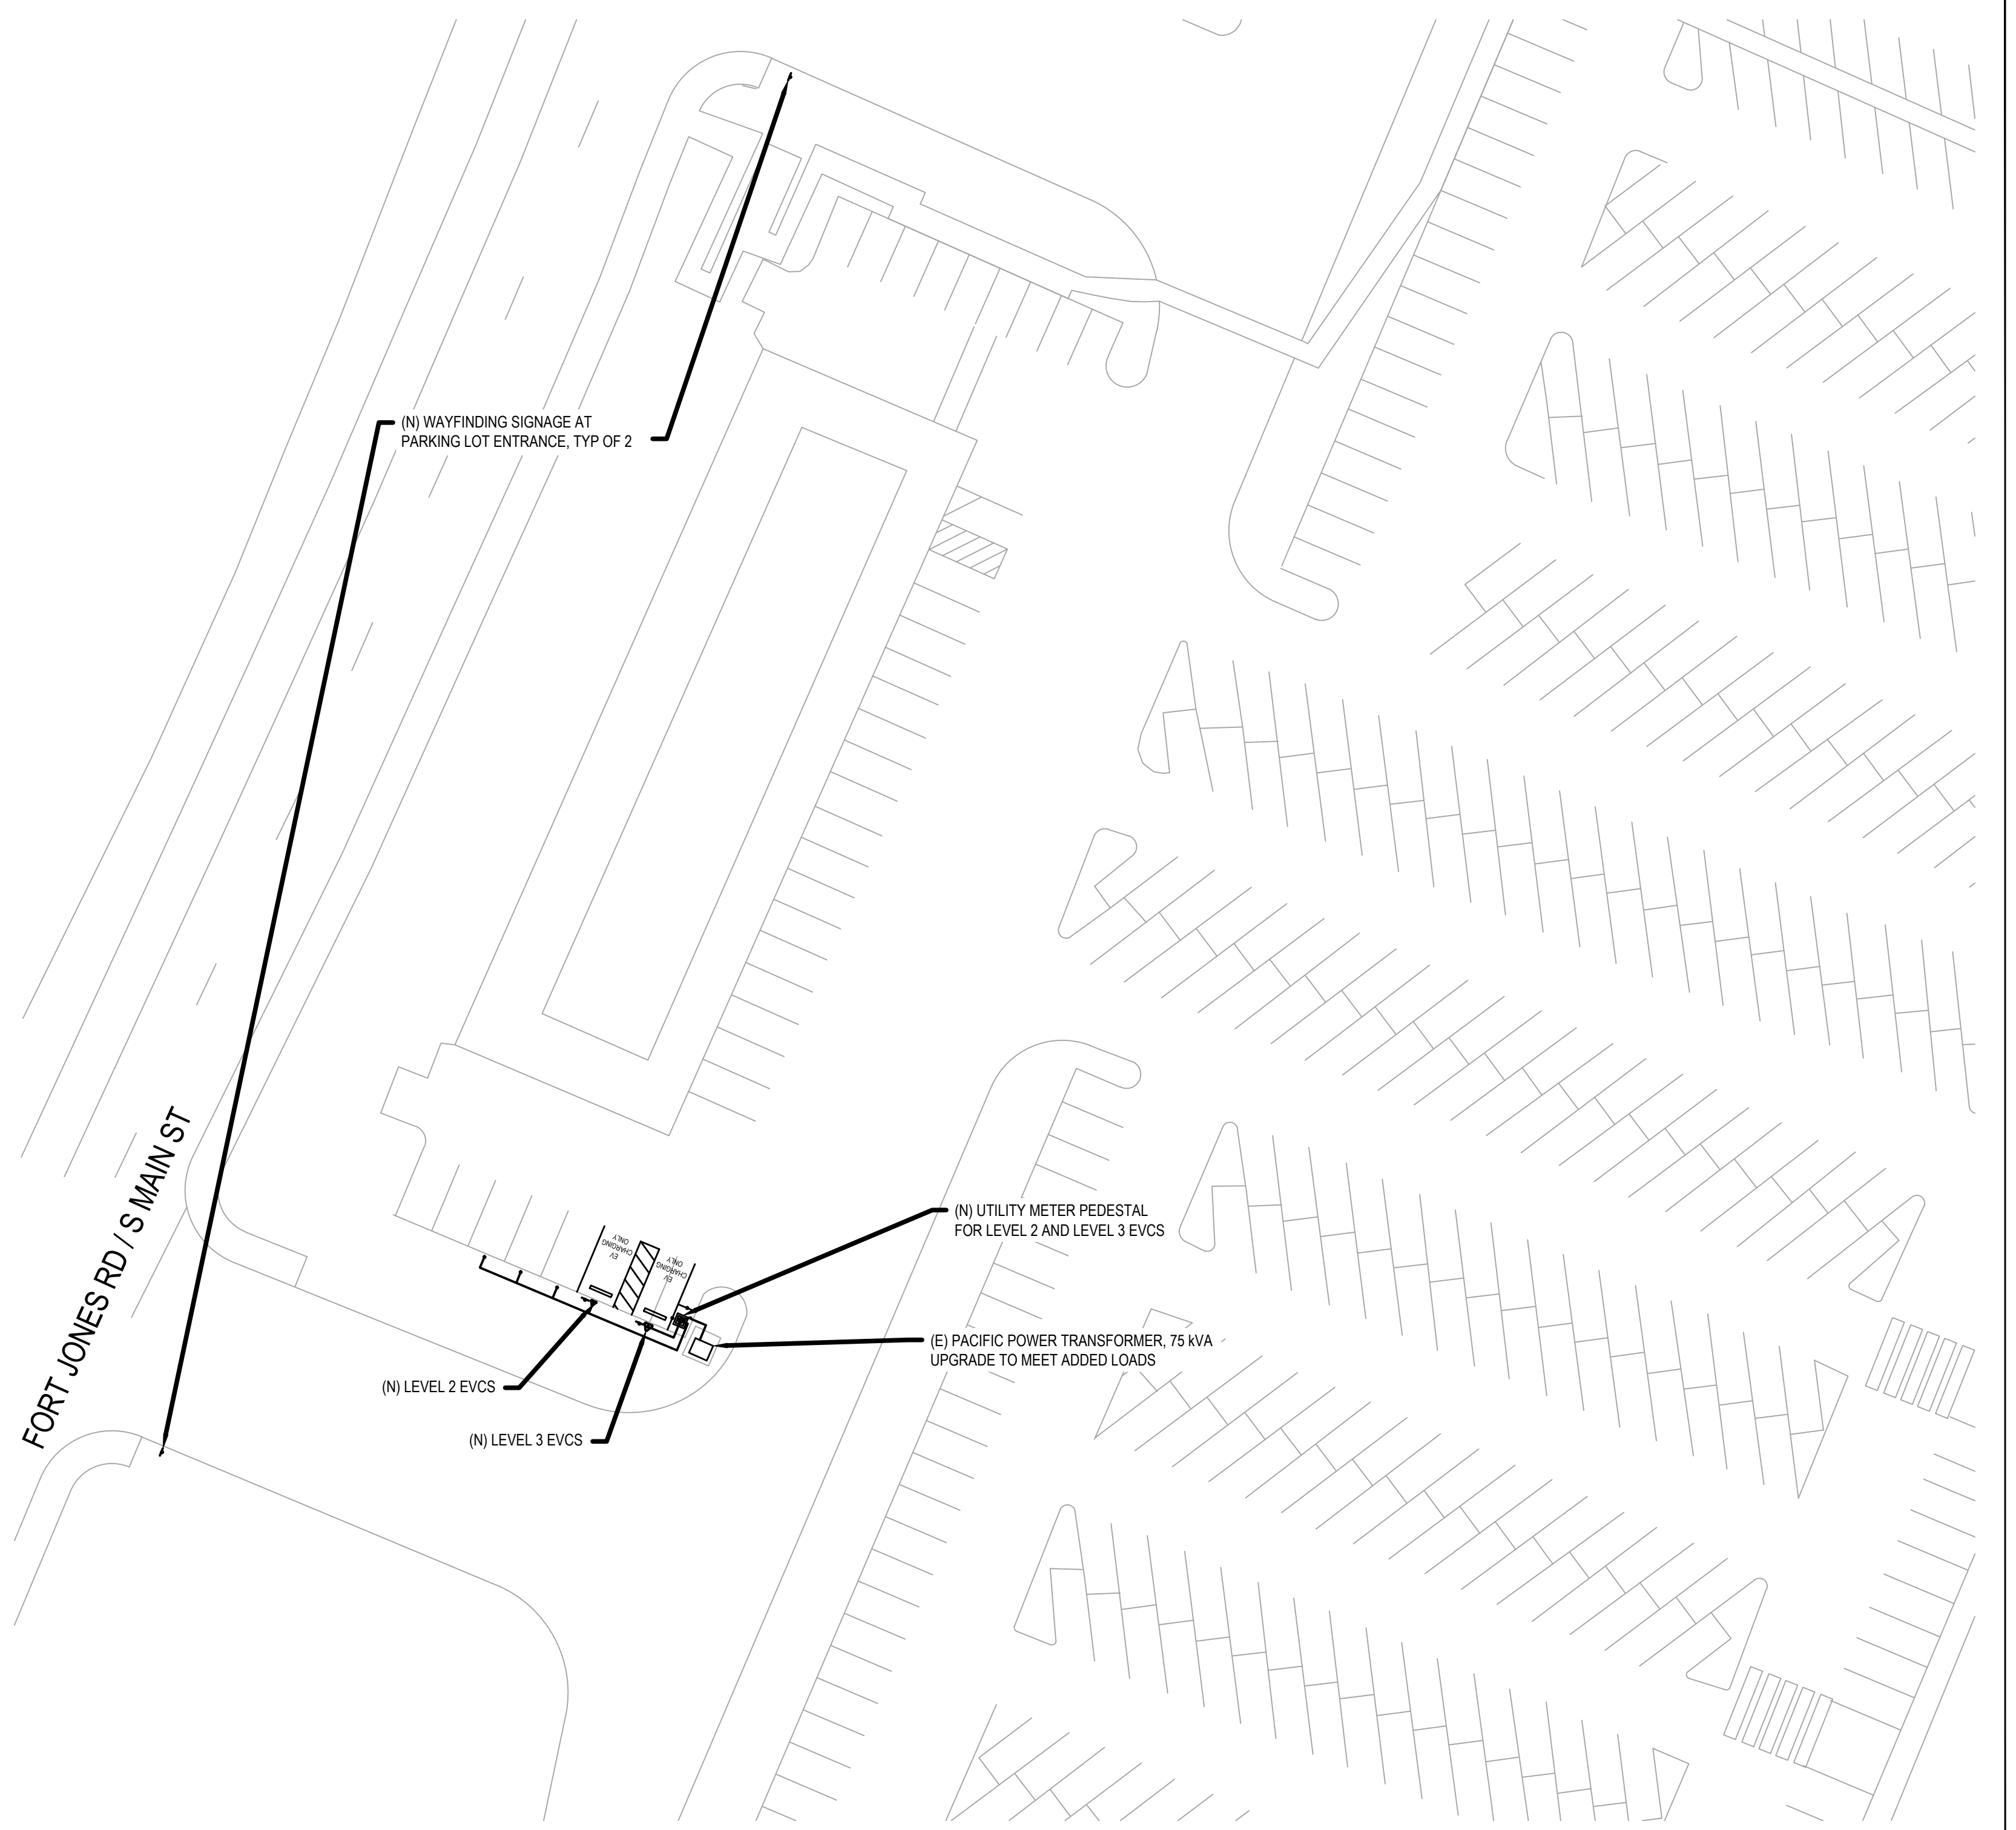 (N) WAYFINDING SIGNAGE AT
PARKING LOT ENTRANCE, TYP OF 2
FORT JONES RD / S MAIN ST
EV
CHARGING
ONLY
EV
CHARGING
ONLY
(N) UTILITY METER PEDESTAL
FOR LEVEL 2 AND LEVEL 3 EVCS
(E) PACIFIC POWER TRANSFORMER, 75 kVA
UPGRADE TO MEET ADDED LOADS
(N) LEVEL 2 EVCS
(N) LEVEL 3 EVCS